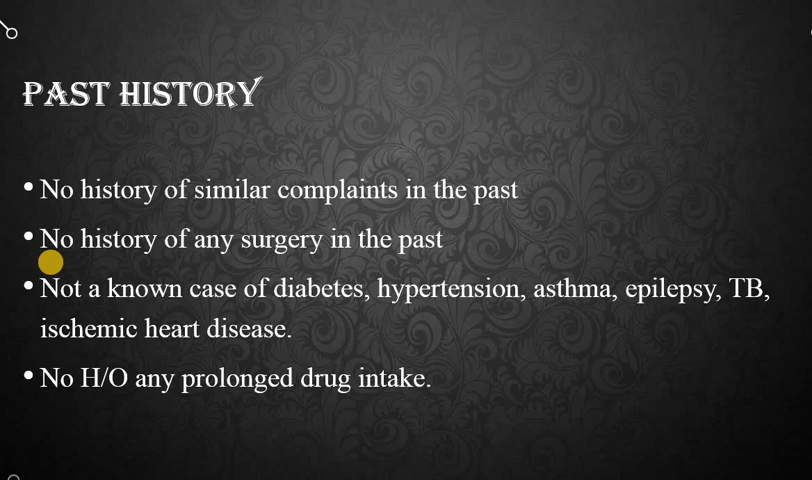 PAST HISTORY
• No history of similar complaints in the past
• No history of any surgery in the past
• Not a known case of diabetes, hypertension, asthma, epilepsy, TB,
ischemic heart disease.
• No H/O any prolonged drug intake.